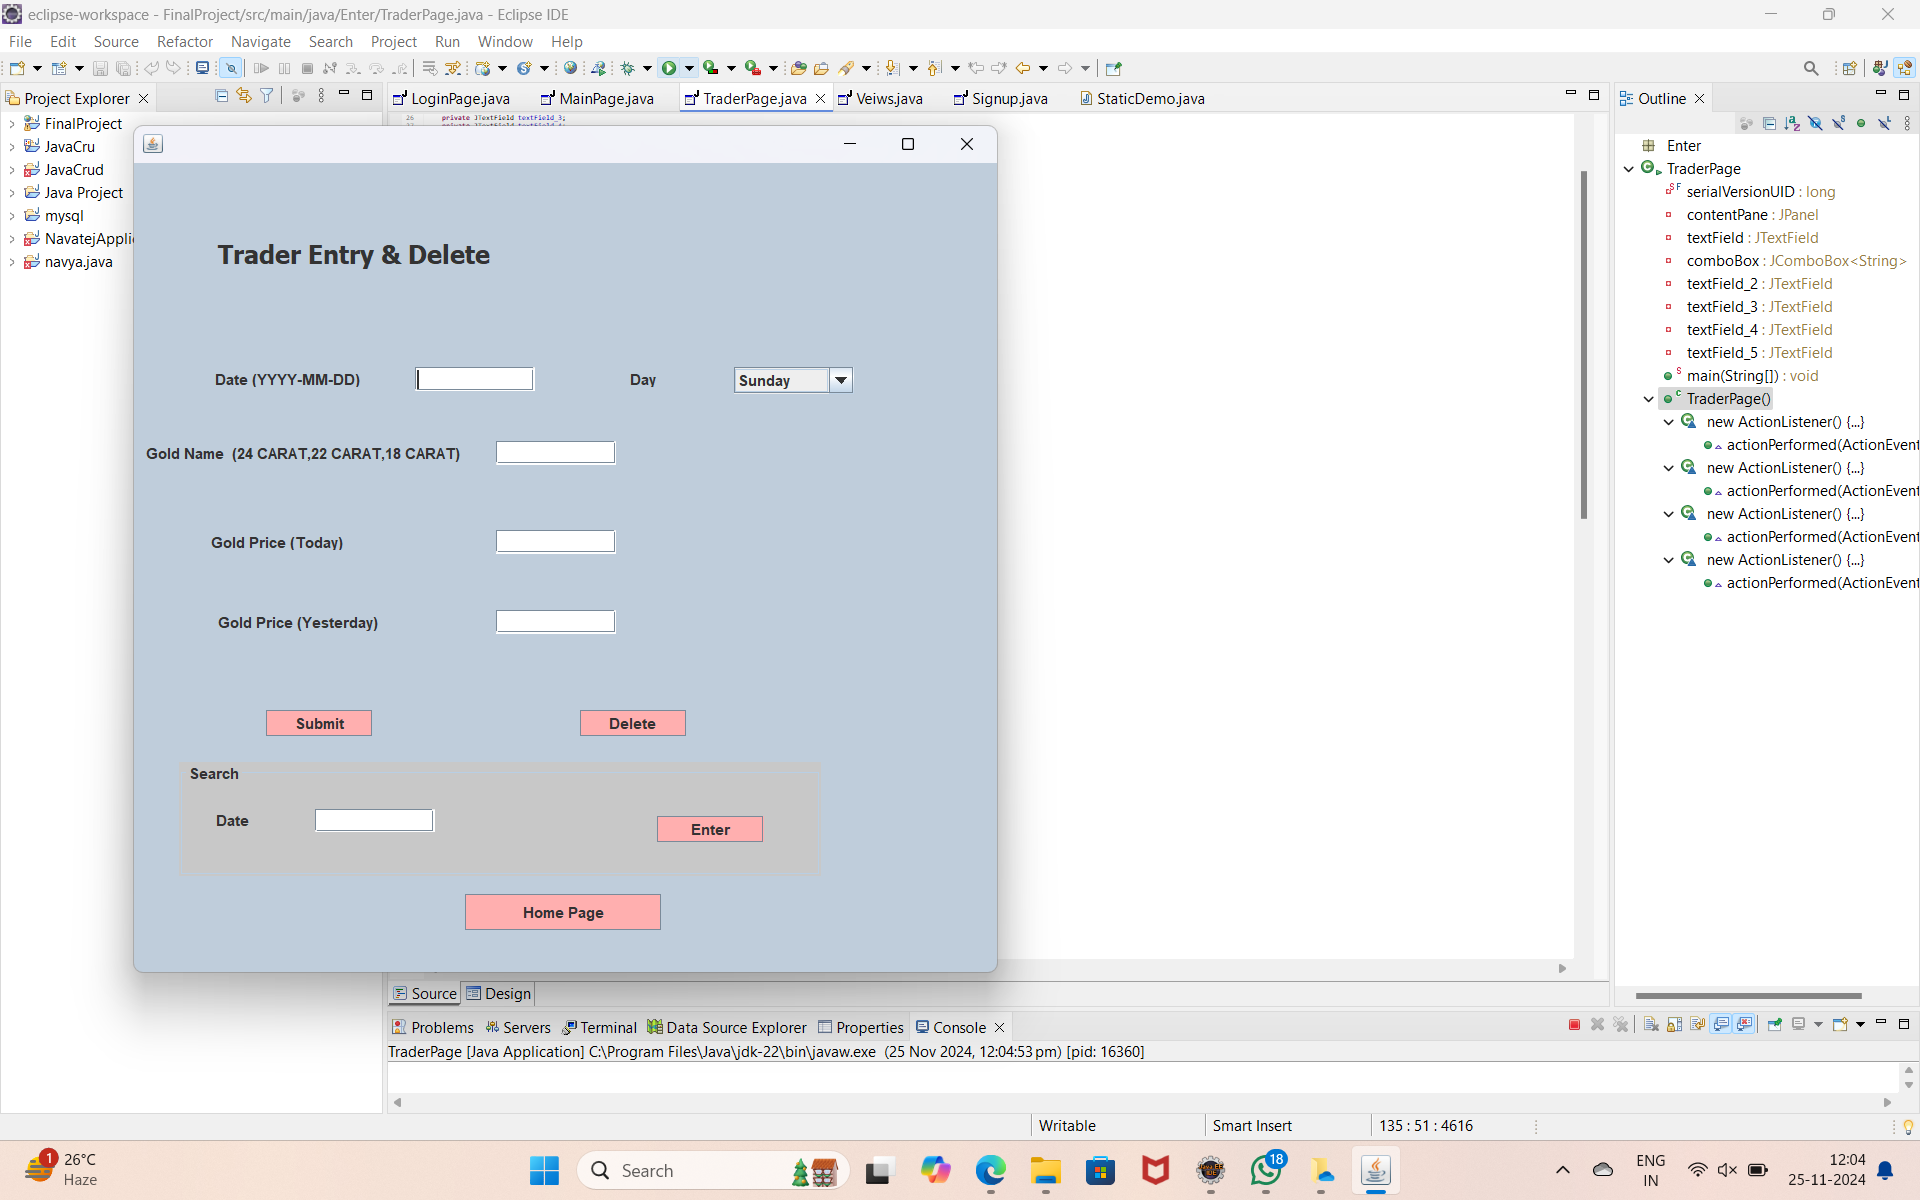 eclipse-workspace - FinalProject/src/main/java/Enter/TraderPage.java - Eclipse IDE
File Edit Source Refactor Navigate Search Project Run Window Help
Project Explorer
FinalProject
JavaCru
JavaCrud
Java Project
mysql
NavatejAppli
navya.java
LoginPage.java MainPage.java TraderPage.java Veiws.java Signup.java StaticDemo.java
26 private JTextField textField_3;
Trader Entry & Delete
Date (YYYY-MM-DD) Day Sunday
Gold Name (24 CARAT,22 CARAT,18 CARAT)
Gold Price (Today)
Gold Price (Yesterday)
Submit Delete
Search
Date Enter
Home Page
Source Design
Outline
Enter
TraderPage
serialVersionUID : long
contentPane : JPanel
textField : JTextField
comboBox : JComboBox<String>
textField_2 : JTextField
textField_3 : JTextField
textField_4 : JTextField
textField_5 : JTextField
main(String[]) : void
TraderPage()
new ActionListener() {...}
actionPerformed(ActionEvent
new ActionListener() {...}
actionPerformed(ActionEvent
new ActionListener() {...}
actionPerformed(ActionEvent
new ActionListener() {...}
actionPerformed(ActionEvent
Problems Servers Terminal Data Source Explorer Properties Console
TraderPage [Java Application] C:\Program Files\Java\jdk-22\bin\javaw.exe (25 Nov 2024, 12:04:53 pm) [pid: 16360]
Writable Smart Insert 135 : 51 : 4616
1 26°C
Haze
Search
18
ENG
IN
12:04
25-11-2024